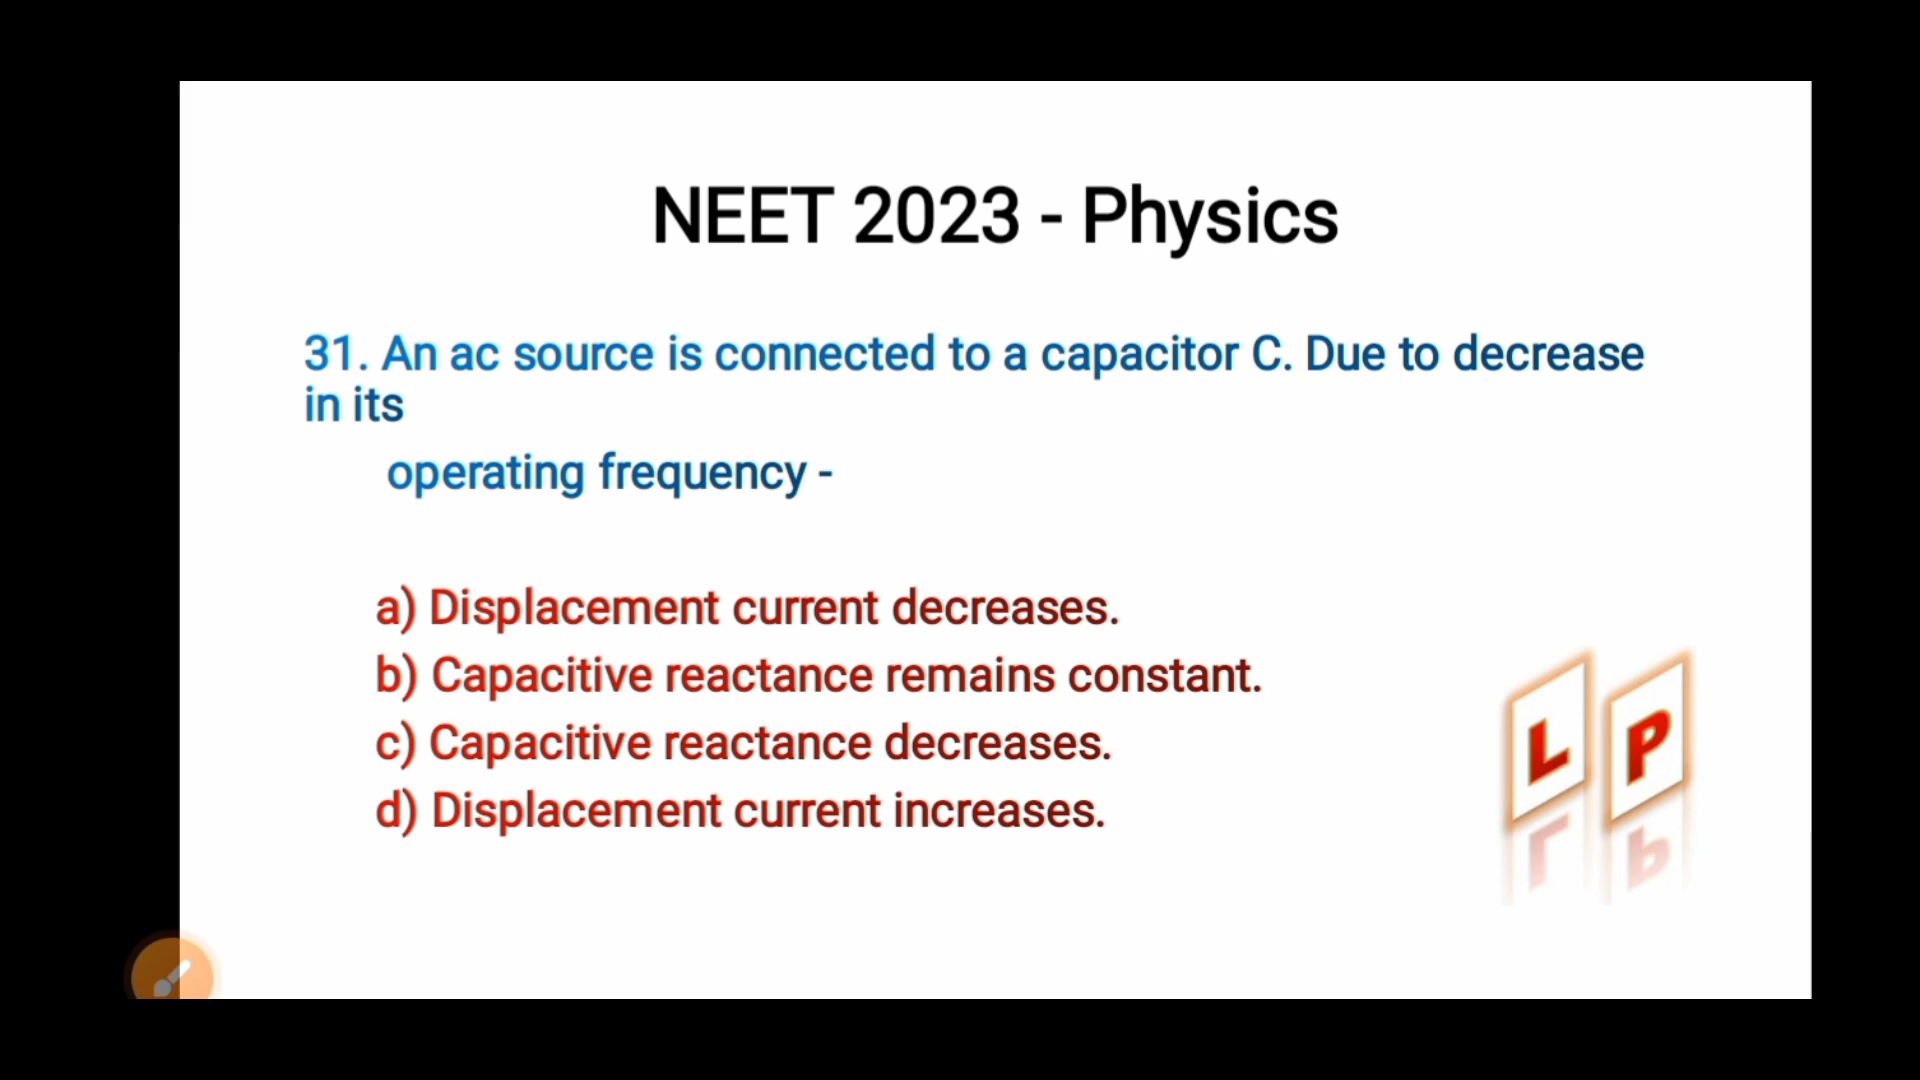 NEET 2023 - Physics
31. An ac source is connected to a capacitor C. Due to decrease
in its
operating frequency -
a) Displacement current decreases.
b) Capacitive reactance remains constant.
c) Capacitive reactance decreases.
d) Displacement current increases.
L P